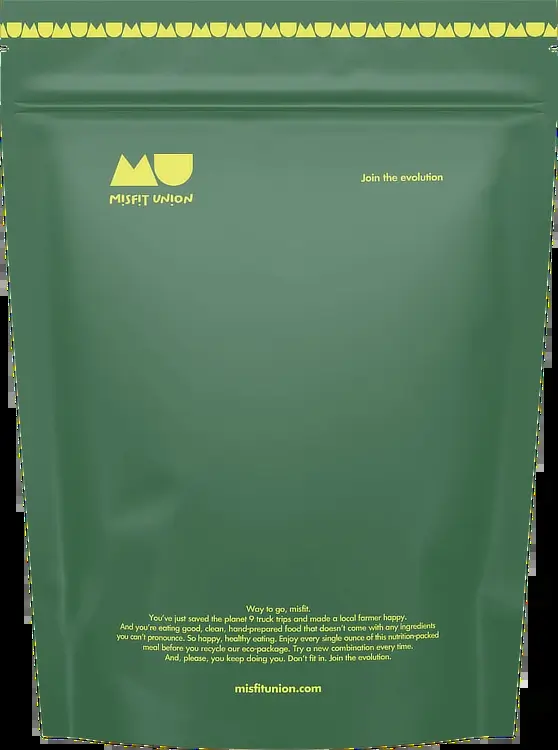 MU
MISFIT UNION
Join the evolution
Way to go, misfit.
You've just saved the planet 9 truck trips and made a local farmer happy.
And you're eating good, clean, hand-prepared food that doesn't come with any ingredients
you can't pronounce. So happy, healthy eating. Enjoy every single ounce of this nutrition-packed
meal before you recycle our eco-package. Try a new combination every time.
And, please, you keep doing you. Don't fit in. Join the evolution.
misfitunion.com